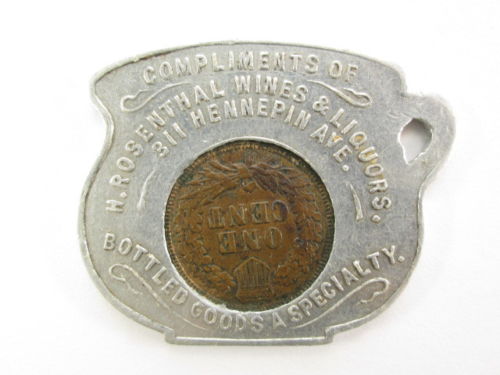 COMPLIMENTS OF
N. ROSENTHAL WINES & LIQUORS.
311 HENNEPIN AVE.
ONE
CENT
BOTTLED GOODS A SPECIALTY.